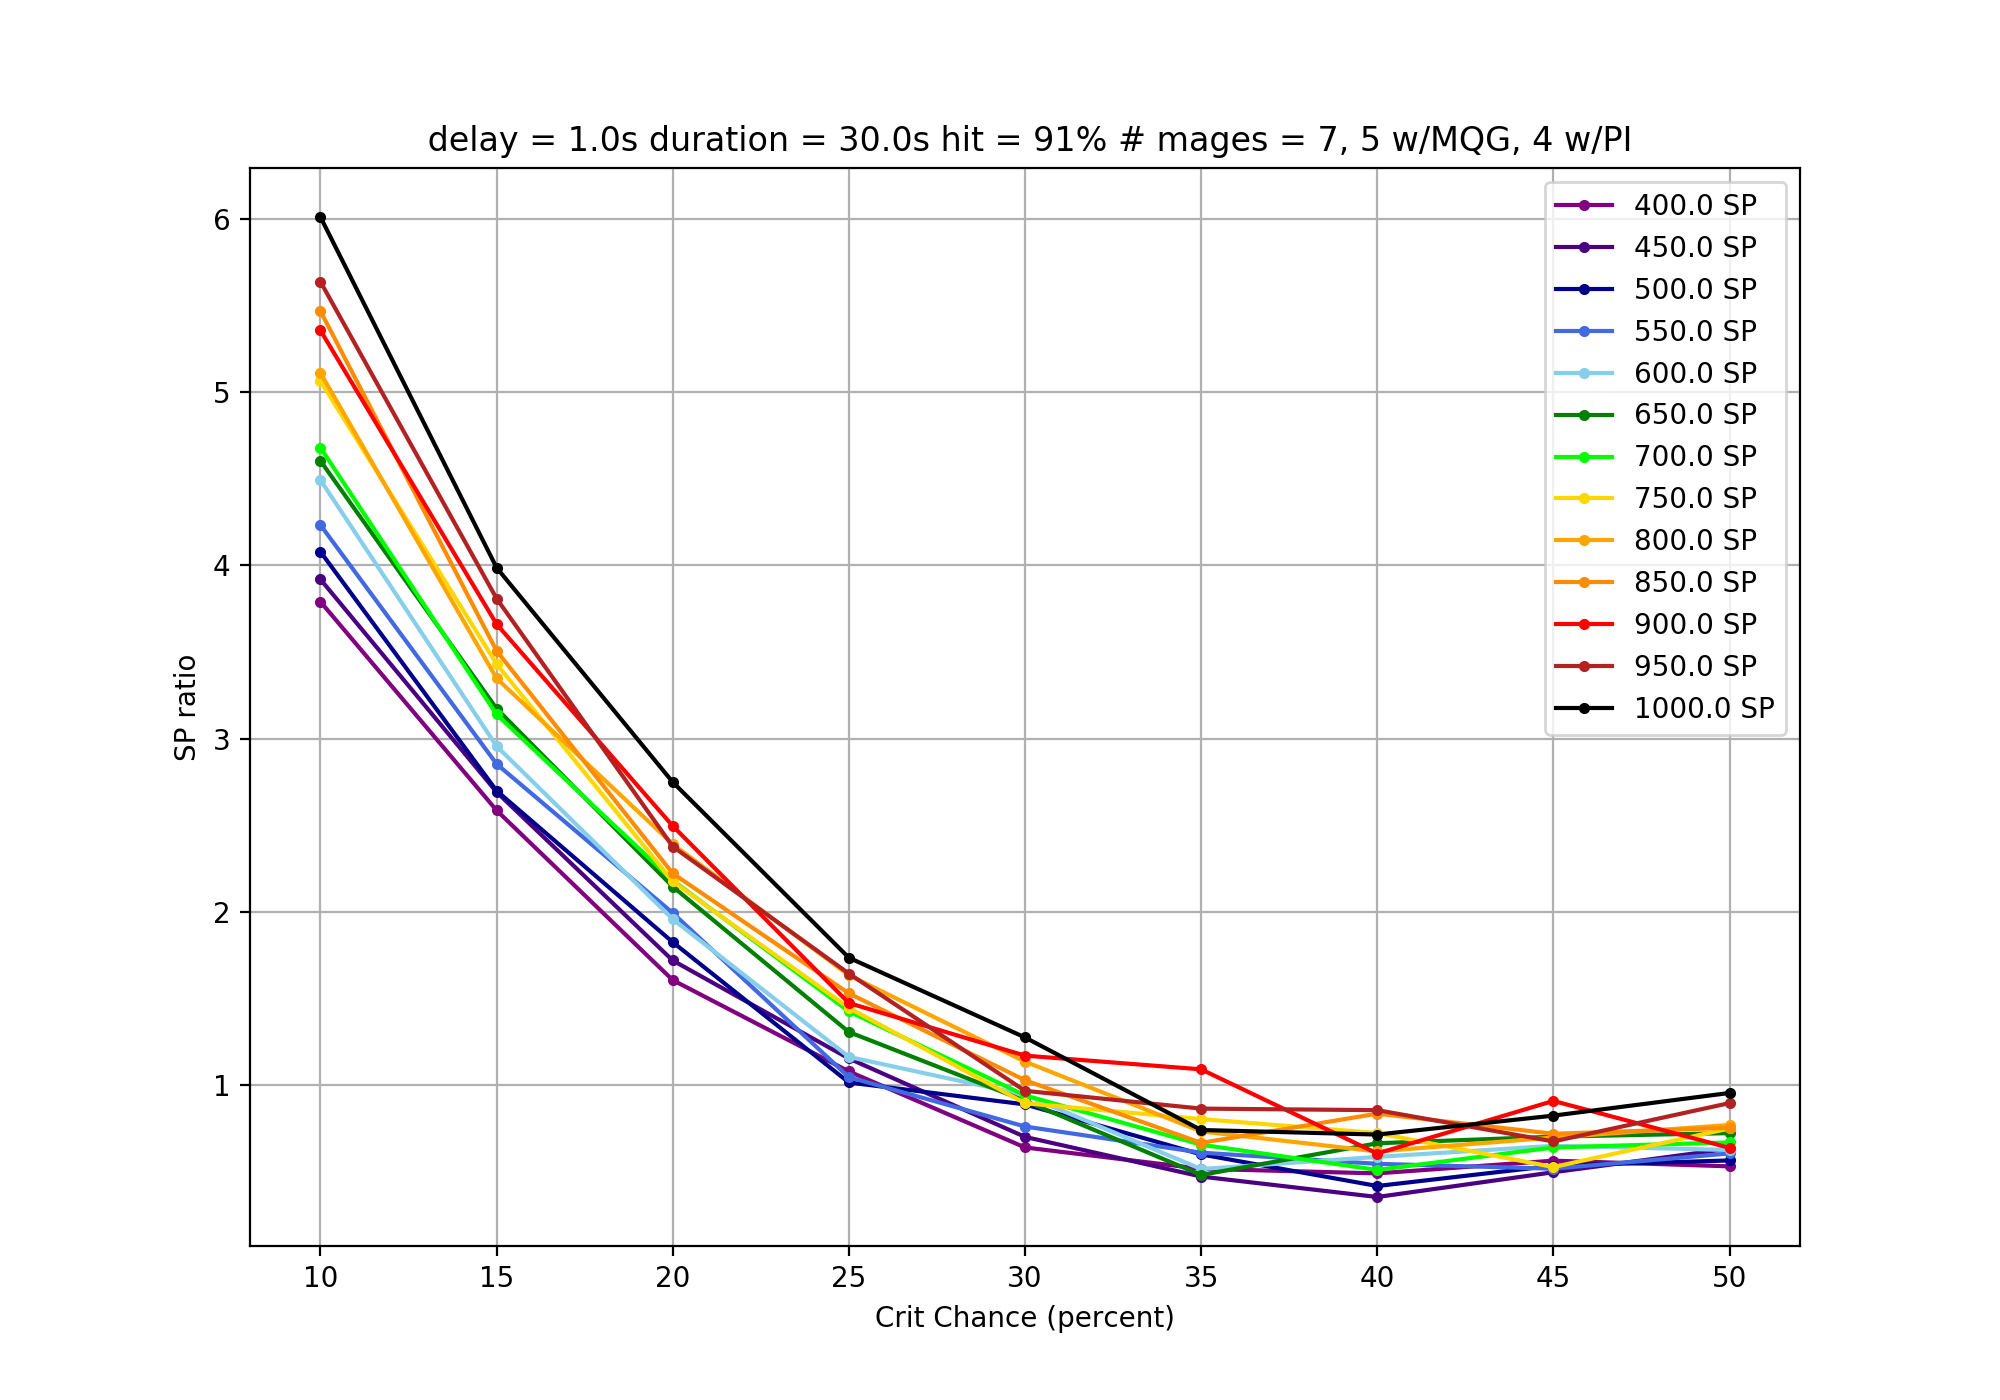 delay = 1.0s duration = 30.0s hit = 91% # mages = 7, 5 w/MQG, 4 w/PI
6
5
4
3
2
1
SP ratio
10 15 20 25 30 35 40 45 50
Crit Chance (percent)
400.0 SP
450.0 SP
500.0 SP
550.0 SP
600.0 SP
650.0 SP
700.0 SP
750.0 SP
800.0 SP
850.0 SP
900.0 SP
950.0 SP
1000.0 SP